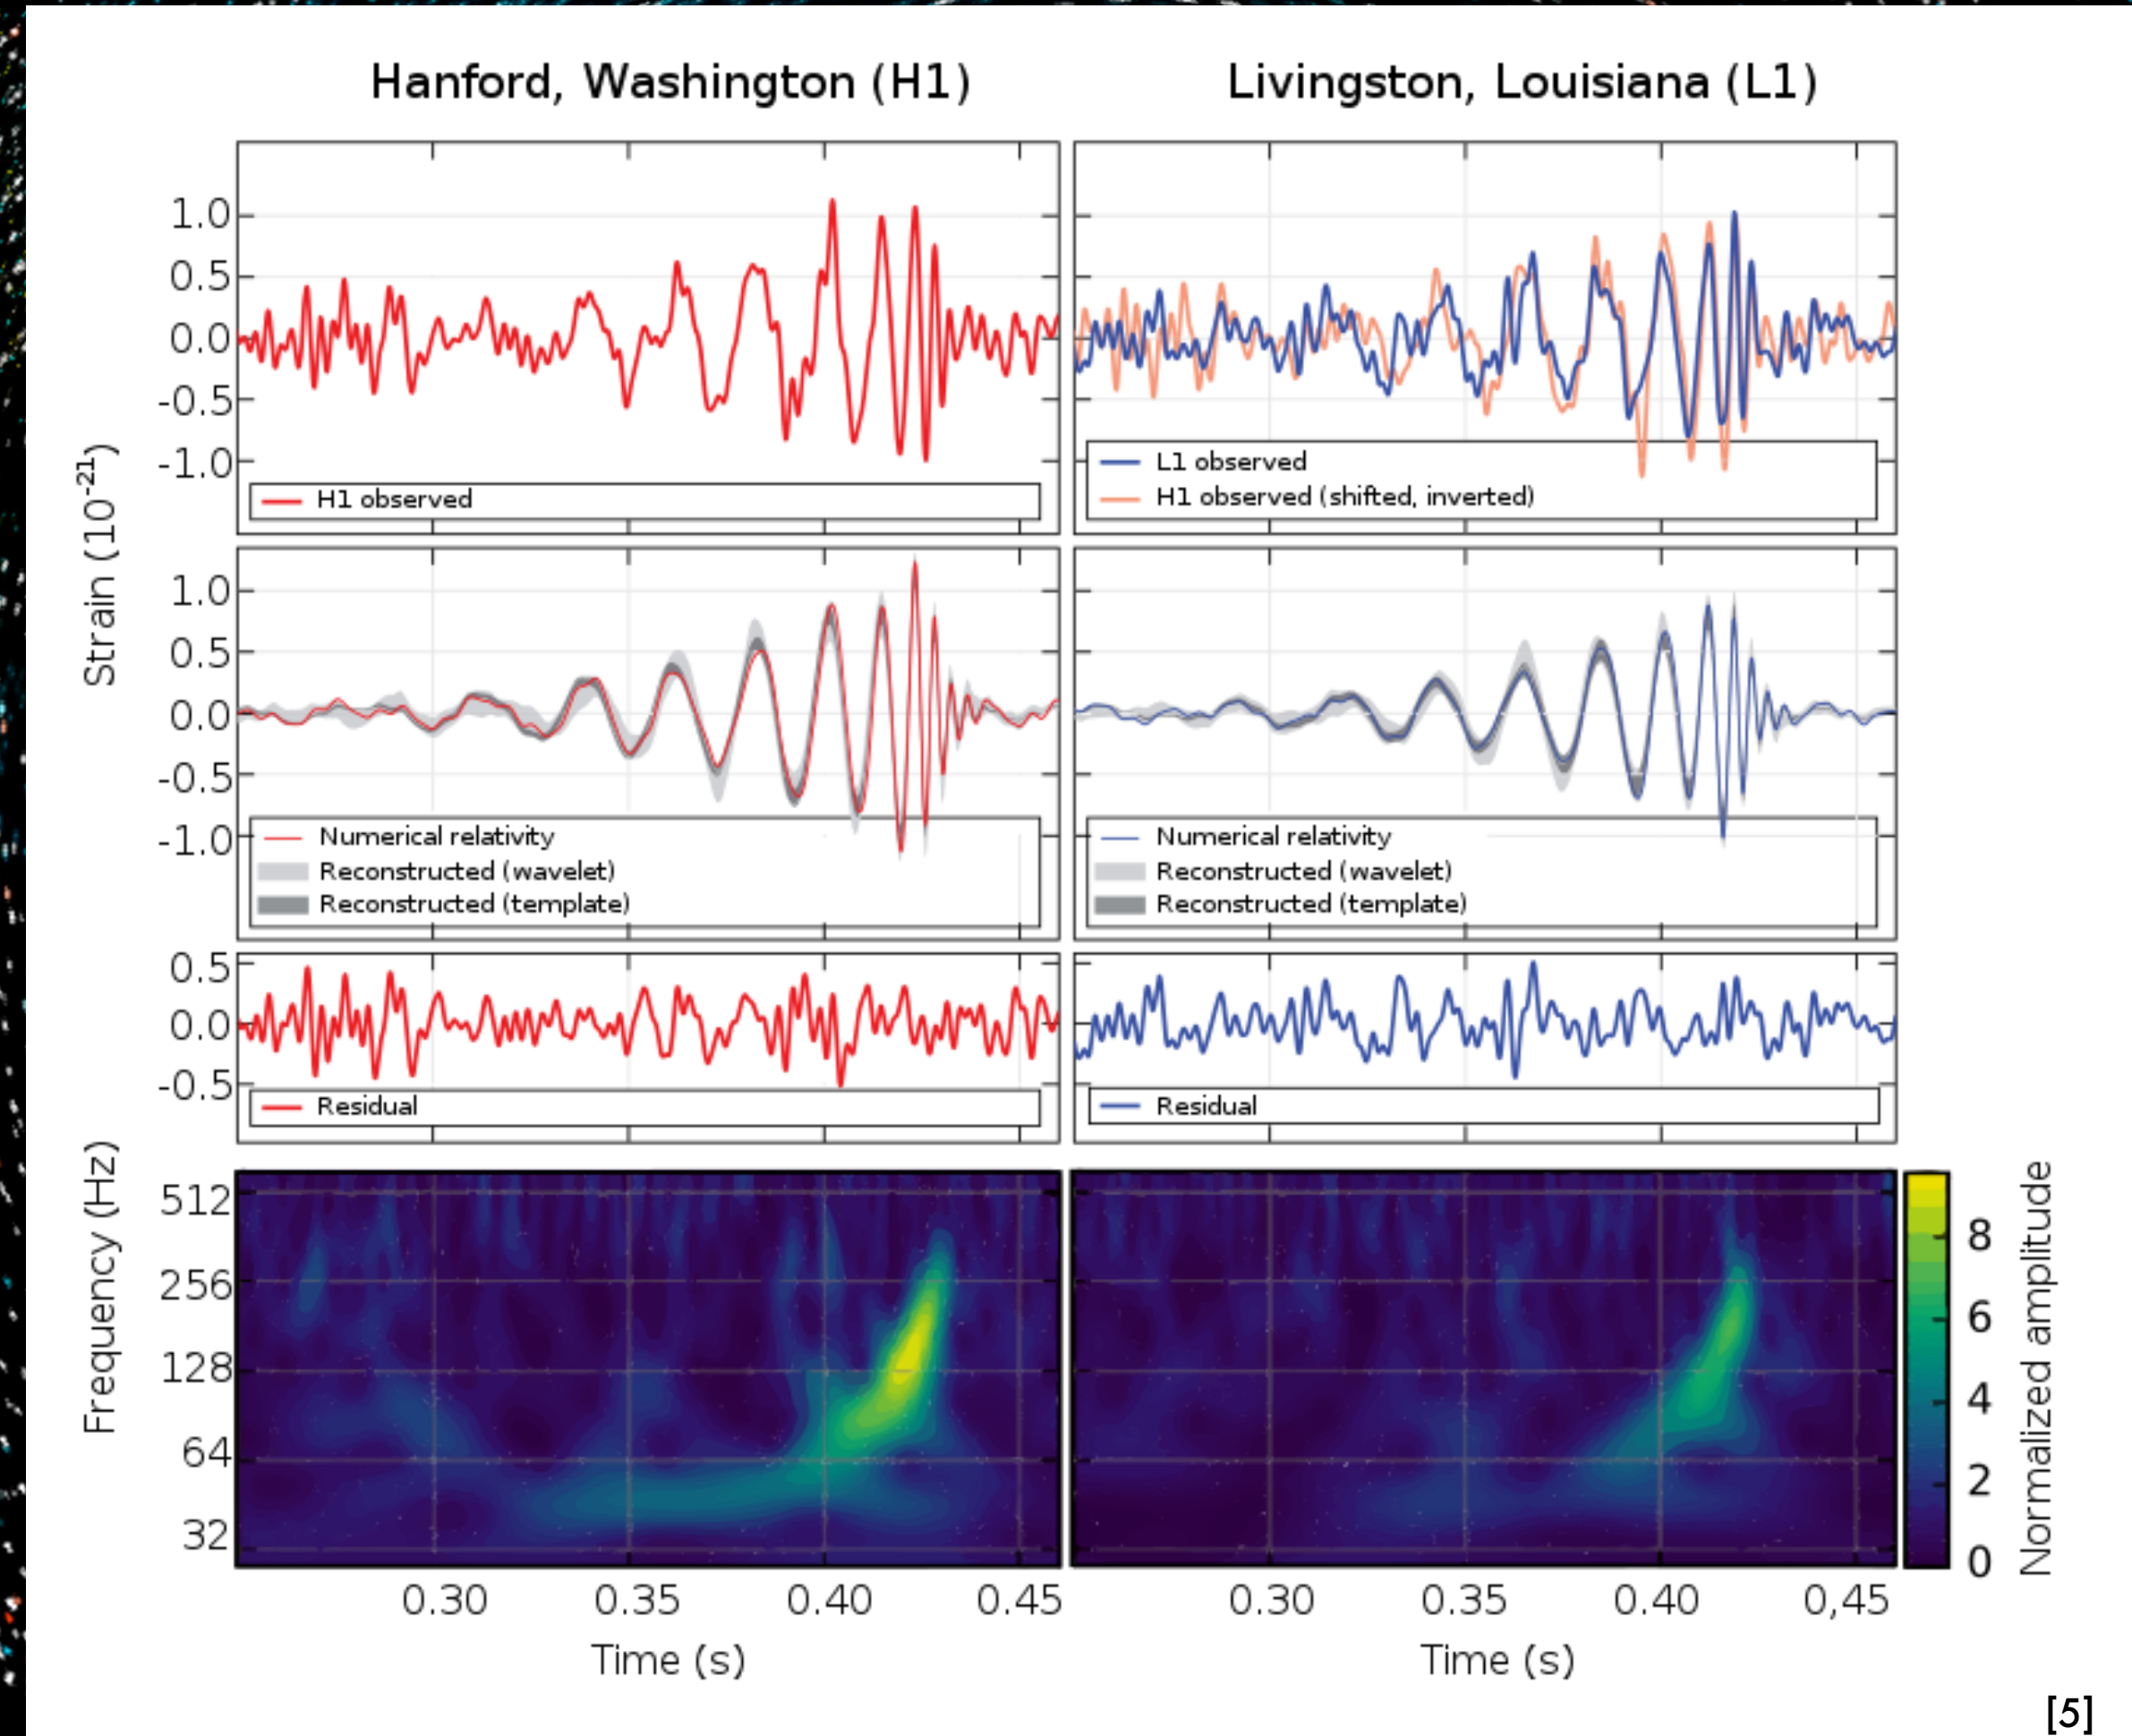 Hanford, Washington (H1)
Livingston, Louisiana (L1)
Strain (10-21)
1.0
0.5
0.0
-0.5
-1.0
H1 observed
L1 observed
H1 observed (shifted, inverted)
1.0
0.5
0.0
-0.5
-1.0
Numerical relativity
Reconstructed (wavelet)
Reconstructed (template)
Numerical relativity
Reconstructed (wavelet)
Reconstructed (template)
0.5
0.0
-0.5
Residual
Residual
Frequency (Hz)
512
256
128
64
32
Normalized amplitude
8
6
4
2
0
0.30 0.35 0.40 0.45
0.30 0.35 0.40 0,45
Time (s)
Time (s)
[5]